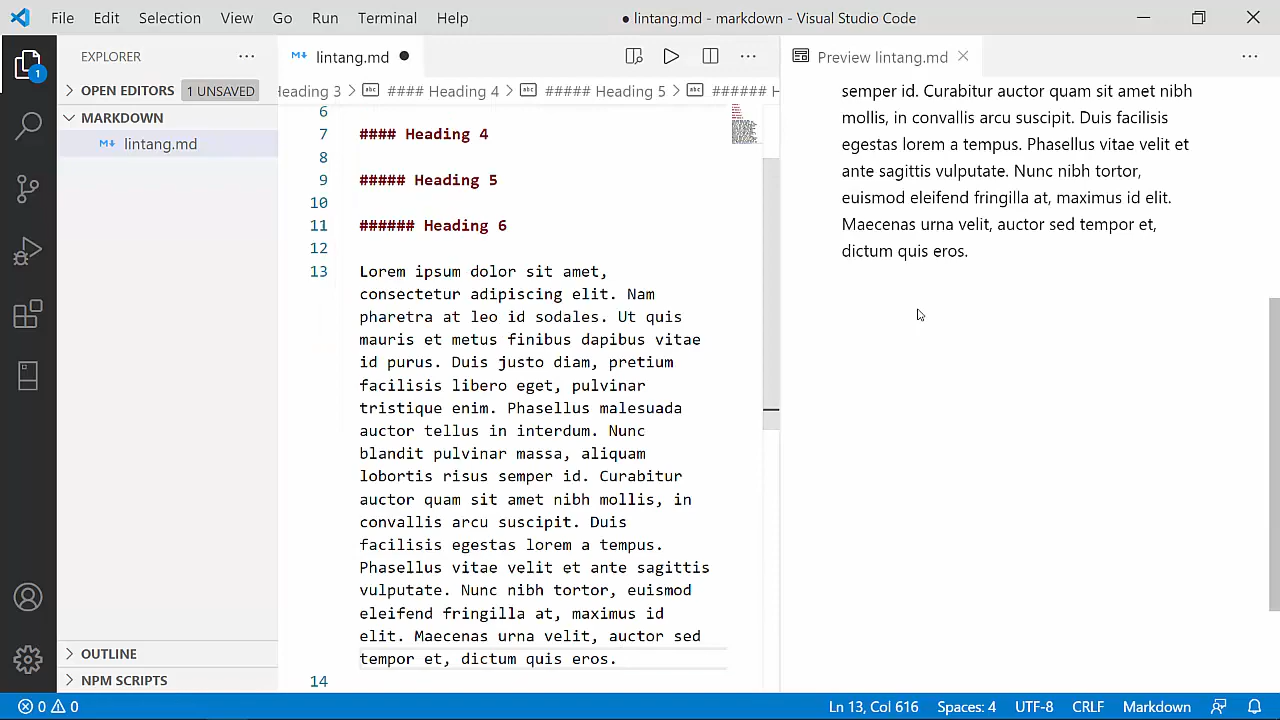 File Edit Selection View Go Run Terminal Help
● lintang.md - markdown - Visual Studio Code
EXPLORER
1
OPEN EDITORS 1 UNSAVED
MARKDOWN
lintang.md
OUTLINE
NPM SCRIPTS
lintang.md
Heading 3 > #### Heading 4 > ##### Heading 5 > ###### H
6
7 #### Heading 4
8
9 ##### Heading 5
10
11 ###### Heading 6
12
13 Lorem ipsum dolor sit amet,
consectetur adipiscing elit. Nam
pharetra at leo id sodales. Ut quis
mauris et metus finibus dapibus vitae
id purus. Duis justo diam, pretium
facilisis libero eget, pulvinar
tristique enim. Phasellus malesuada
auctor tellus in interdum. Nunc
blandit pulvinar massa, aliquam
lobortis risus semper id. Curabitur
auctor quam sit amet nibh mollis, in
convallis arcu suscipit. Duis
facilisis egestas lorem a tempus.
Phasellus vitae velit et ante sagittis
vulputate. Nunc nibh tortor, euismod
eleifend fringilla at, maximus id
elit. Maecenas urna velit, auctor sed
tempor et, dictum quis eros.
14
Preview lintang.md
semper id. Curabitur auctor quam sit amet nibh
mollis, in convallis arcu suscipit. Duis facilisis
egestas lorem a tempus. Phasellus vitae velit et
ante sagittis vulputate. Nunc nibh tortor,
euismod eleifend fringilla at, maximus id elit.
Maecenas urna velit, auctor sed tempor et,
dictum quis eros.
0 0
Ln 13, Col 616 Spaces: 4 UTF-8 CRLF Markdown